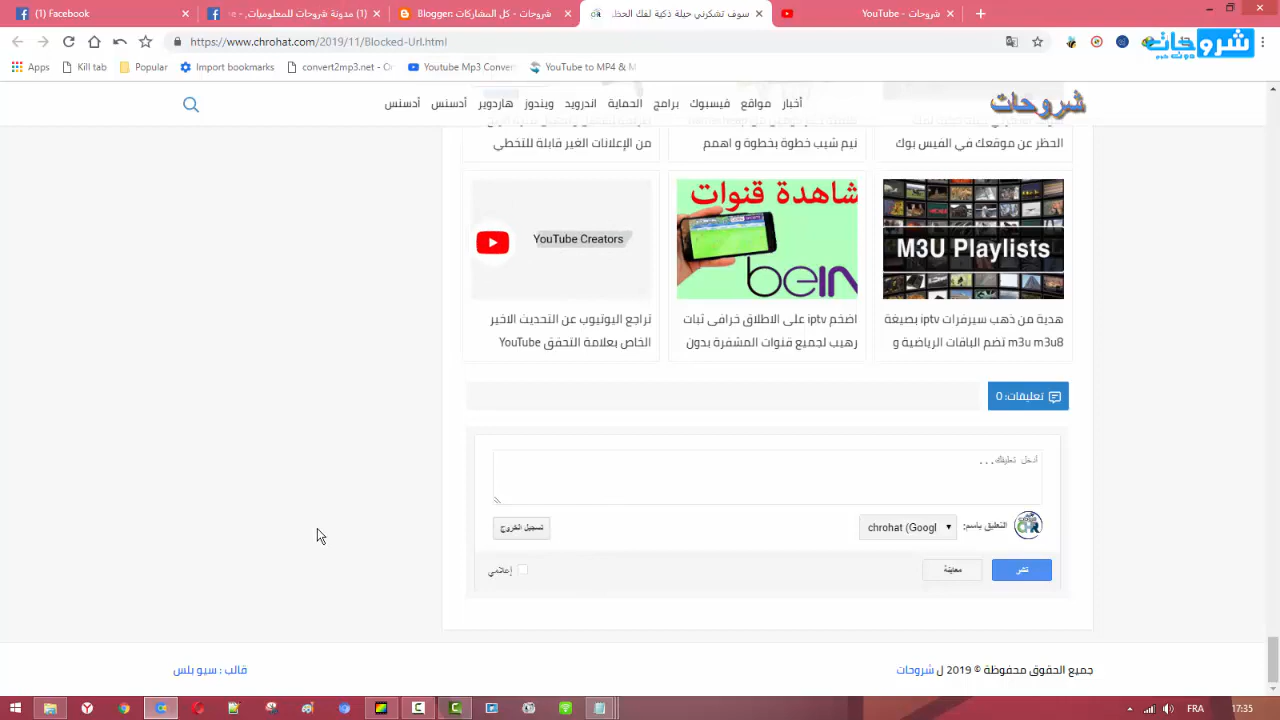 (1) Facebook
(1) مدونة شروحات للمعلوميات, - e
Blogger: شروحات - كل المشاركات
سوف تشكرني حيلة ذكية لفك الحظ
شروحات - YouTube
https://www.chrohat.com/2019/11/Blocked-Url.html
شروحات
Apps
Kill tab
Popular
Import bookmarks
convert2mp3.net - On
YouTube to MP4 & M
شروحات
أخبار
مواقع
فيسبوك
برامج
الحماية
اندرويد
ويندوز
هاردوير
أدسنس
أدسنس
الحظر عن موقعك في الفيس بوك
نيم شيب خطوة بخطوة و اهمم
من الإعلانات الغير قابلة للتخطي
M3U Playlists
شاهدة قنوات
beIN
YouTube Creators
هدية من ذهب سيرفرات iptv بصيغة
m3u m3u8 تضم الباقات الرياضية و
اضخم iptv على الاطلاق خرافى ثبات
رهيب لجميع قنوات المشفرة بدون
تراجع اليوتيوب عن التحديث الاخير
الخاص بعلامة التحقق YouTube
تعليقات: 0
أدخل تعليقك...
التعليق باسم:
chrohat (Googl
تسجيل الخروج
نشر
معاينة
إعلامي
جميع الحقوق محفوظة © 2019 ل شروحات
قالب : سيو بلس
FRA
17:35